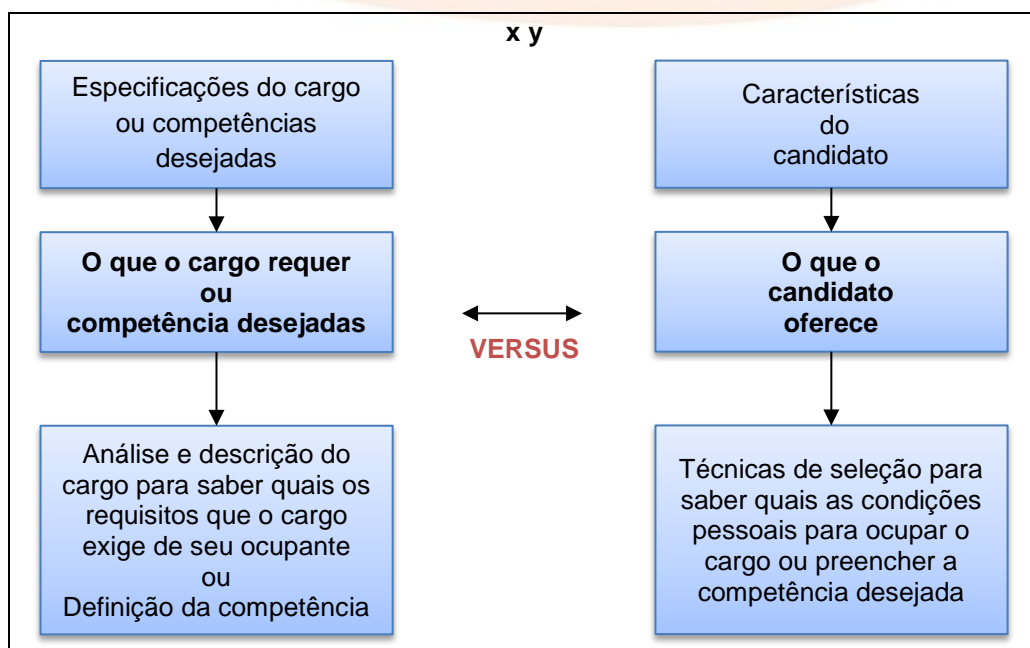 x y
Especificações do cargo
ou competências
desejadas
Características
do
candidato
O que o cargo requer
ou
competência desejadas
VERSUS
O que o
candidato
oferece
Análise e descrição do
cargo para saber quais os
requisitos que o cargo
exige de seu ocupante
ou
Definição da competência
Técnicas de seleção para
saber quais as condições
pessoais para ocupar o
cargo ou preencher a
competência desejada